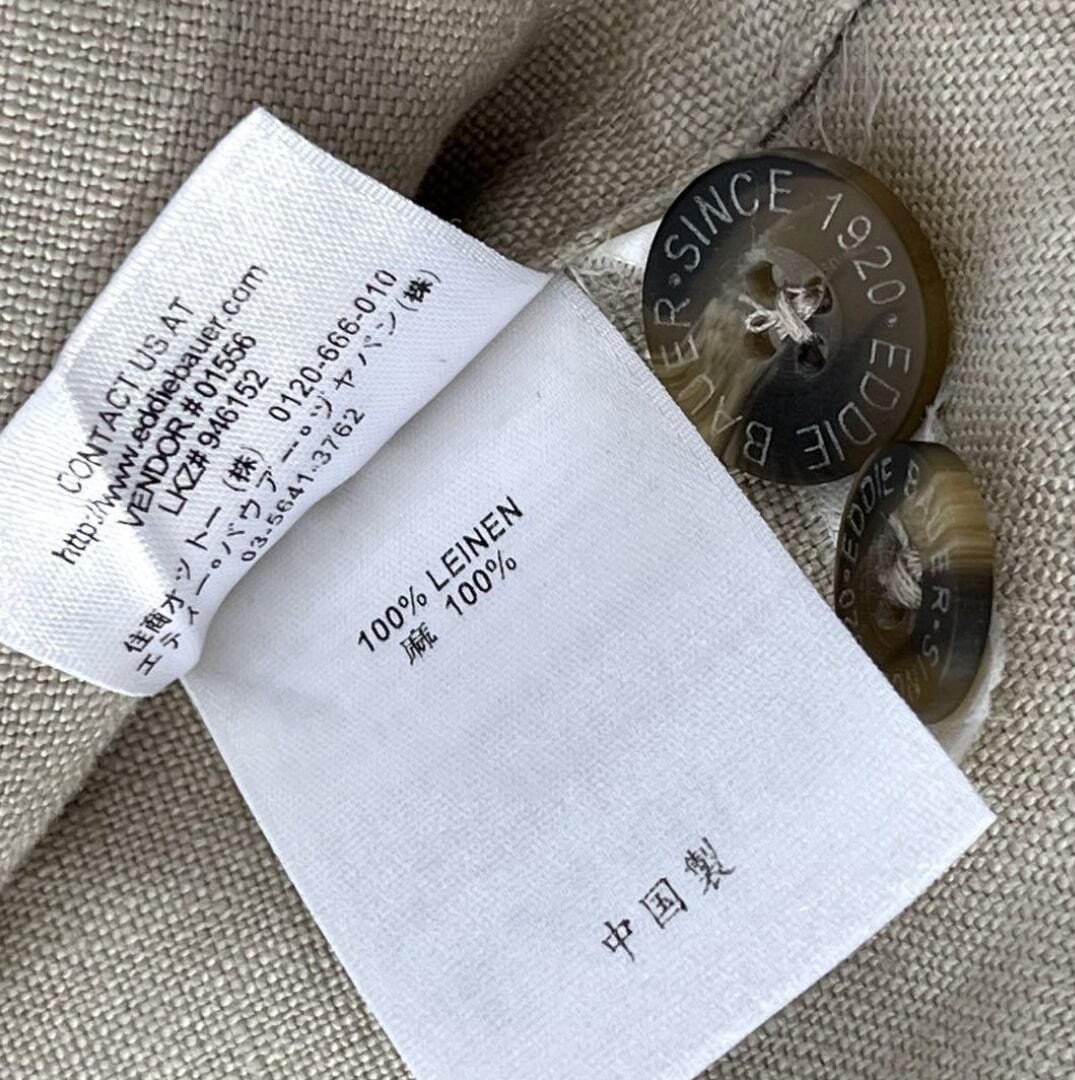 CONTACT US AT
http://www.eddiebauer.com
VENDOR # 01556
LKZ# 946152
住商オットー (株) 0120-666-010
エディー・バウアー・ジャパン(株)
03-5641-3762
100% LEINEN
麻 100%
中国製
SINCE 1920 · EDDIE BAUER ·
EDDIE BAUER · SINC